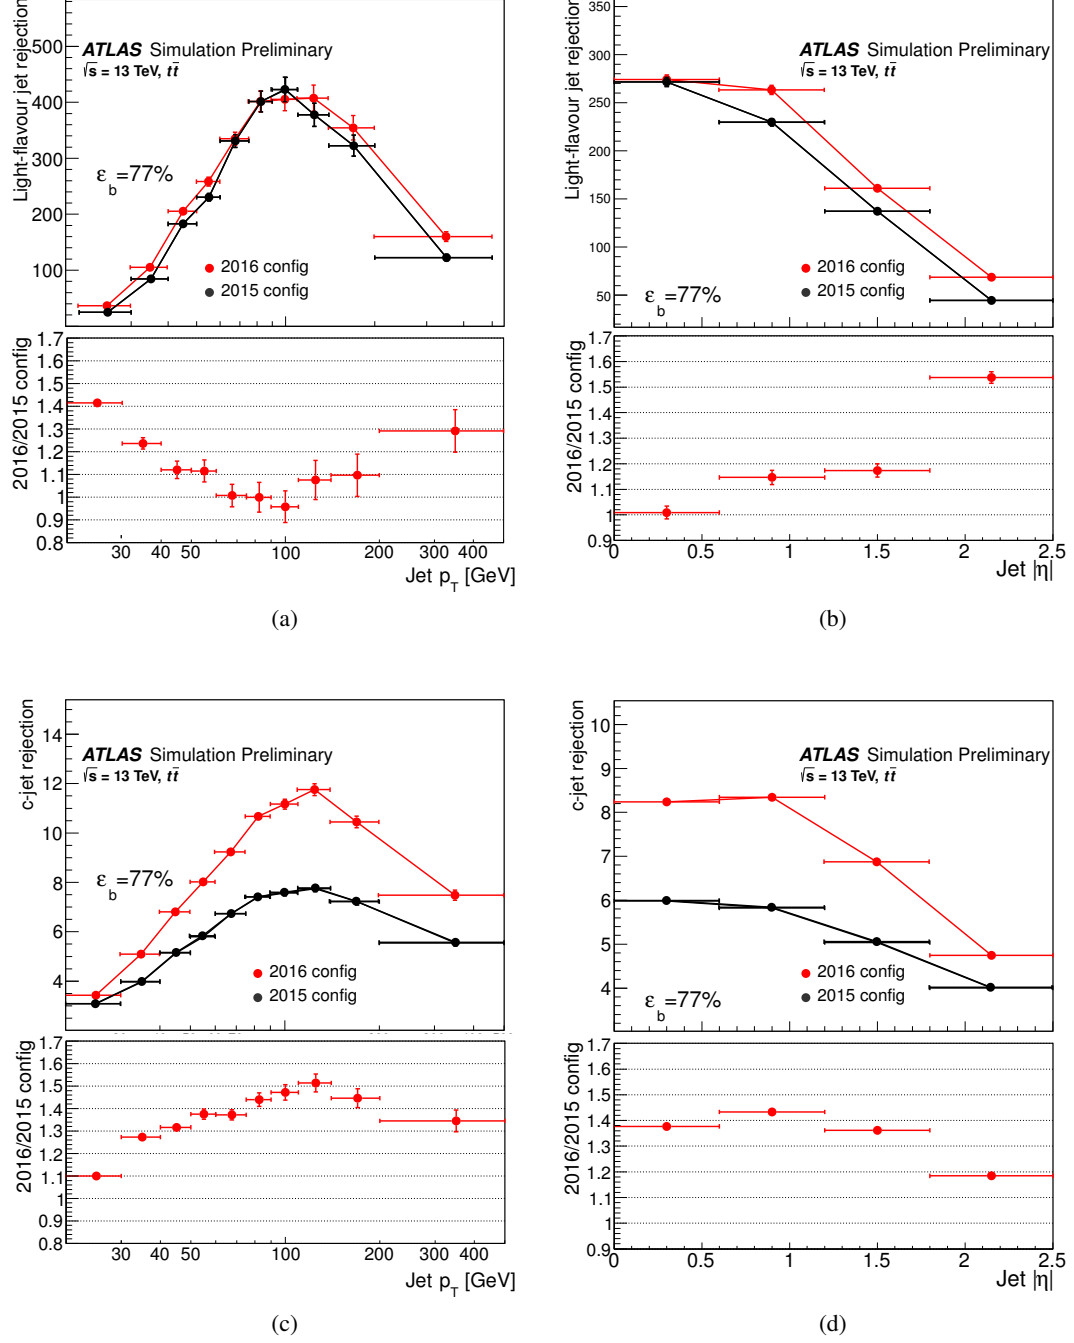 Light-flavour jet rejection
500
400
300
200
100
ATLAS Simulation Preliminary
√s = 13 TeV, tt̄
ε_b=77%
2016 config
2015 config
2016/2015 config
1.7
1.6
1.5
1.4
1.3
1.2
1.1
1
0.9
0.8
30 40 50 100 200 300 400
Jet p_T [GeV]
(a)
Light-flavour jet rejection
350
300
250
200
150
100
50
ATLAS Simulation Preliminary
√s = 13 TeV, tt̄
2016 config
2015 config
ε_b=77%
2016/2015 config
1.7
1.6
1.5
1.4
1.3
1.2
1.1
1
0.9
0 0.5 1 1.5 2 2.5
Jet |η|
(b)
c-jet rejection
14
12
10
8
6
4
ATLAS Simulation Preliminary
√s = 13 TeV, tt̄
ε_b=77%
2016 config
2015 config
2016/2015 config
1.7
1.6
1.5
1.4
1.3
1.2
1.1
1
0.9
0.8
30 40 50 100 200 300 400
Jet p_T [GeV]
(c)
c-jet rejection
10
9
8
7
6
5
4
ATLAS Simulation Preliminary
√s = 13 TeV, tt̄
2016 config
2015 config
ε_b=77%
2016/2015 config
1.7
1.6
1.5
1.4
1.3
1.2
1.1
1
0.9
0 0.5 1 1.5 2 2.5
Jet |η|
(d)